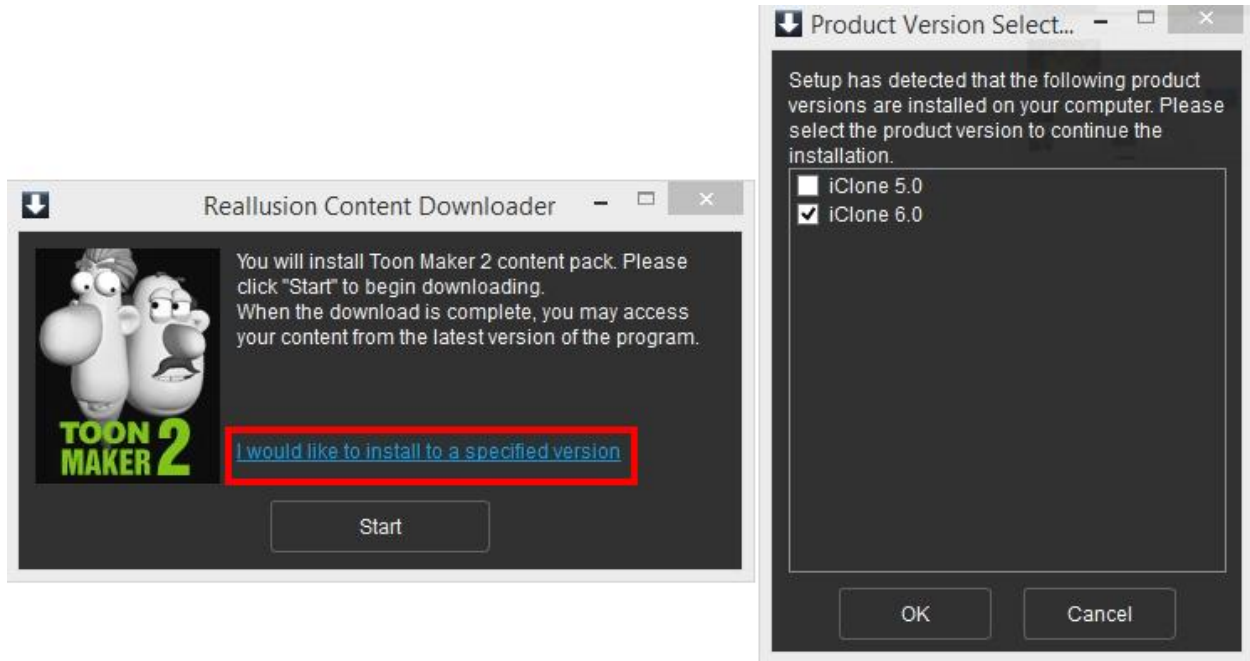 Reallusion Content Downloader
You will install Toon Maker 2 content pack. Please
click "Start" to begin downloading.
When the download is complete, you may access
your content from the latest version of the program.
TOON
MAKER 2
I would like to install to a specified version
Start
Product Version Select...
Setup has detected that the following product
versions are installed on your computer. Please
select the product version to continue the
installation.
iClone 5.0
iClone 6.0
OK
Cancel